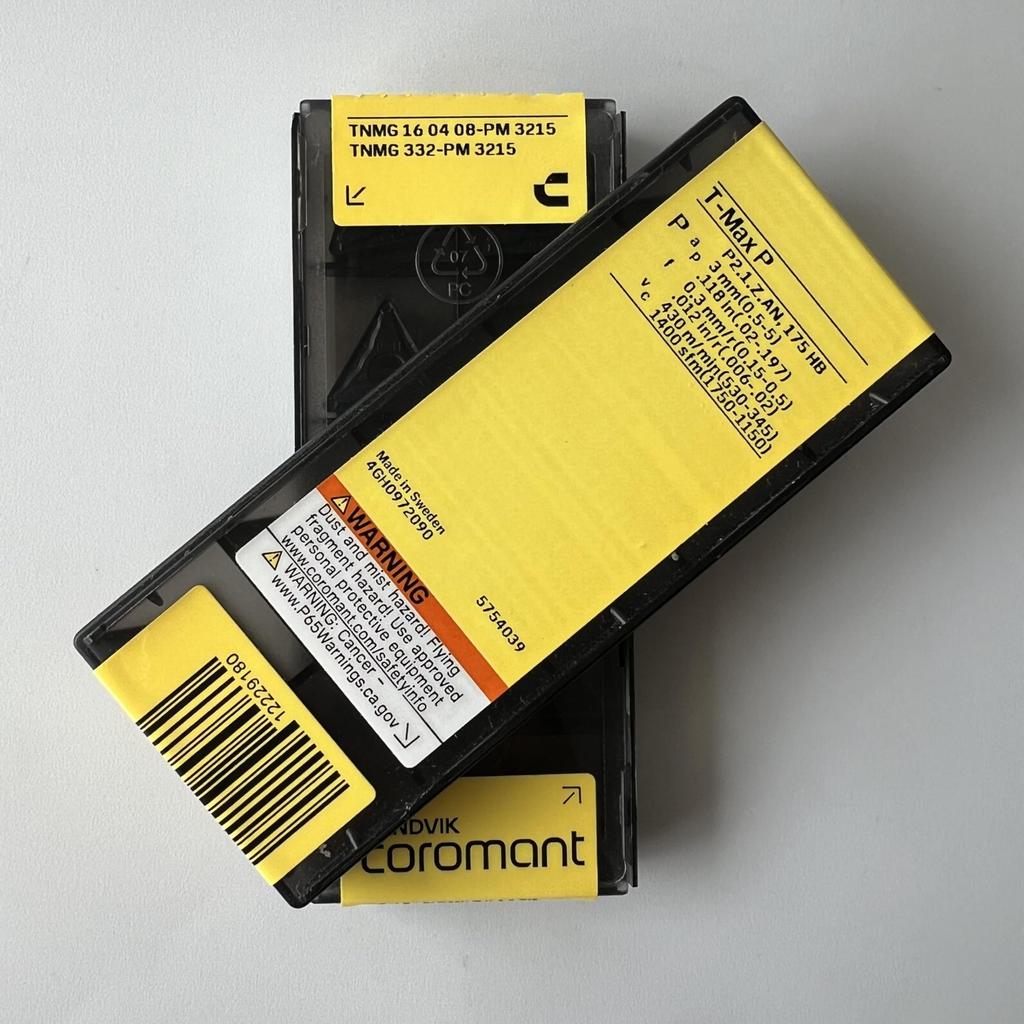 TNMG 16 04 08-PM 3215
TNMG 332-PM 3215
07
PC
T-Max P
P P2.1.Z.AN, 175 HB
ap 3 mm(0.5-5)
.118 in(.02-.197)
f 0.3 mm/r(0.15-0.5)
.012 in/r(.006-.02)
vc 430 m/min(530-345)
1400 sfm(1750-1150)
Made in Sweden
4GH0972090
5754039
WARNING
Dust and mist hazard! Flying
fragment hazard! Use approved
personal protective equipment
www.coromant.com/safetyinfo
WARNING: Cancer –
www.P65Warnings.ca.gov
12229180
NDVIK
coromant